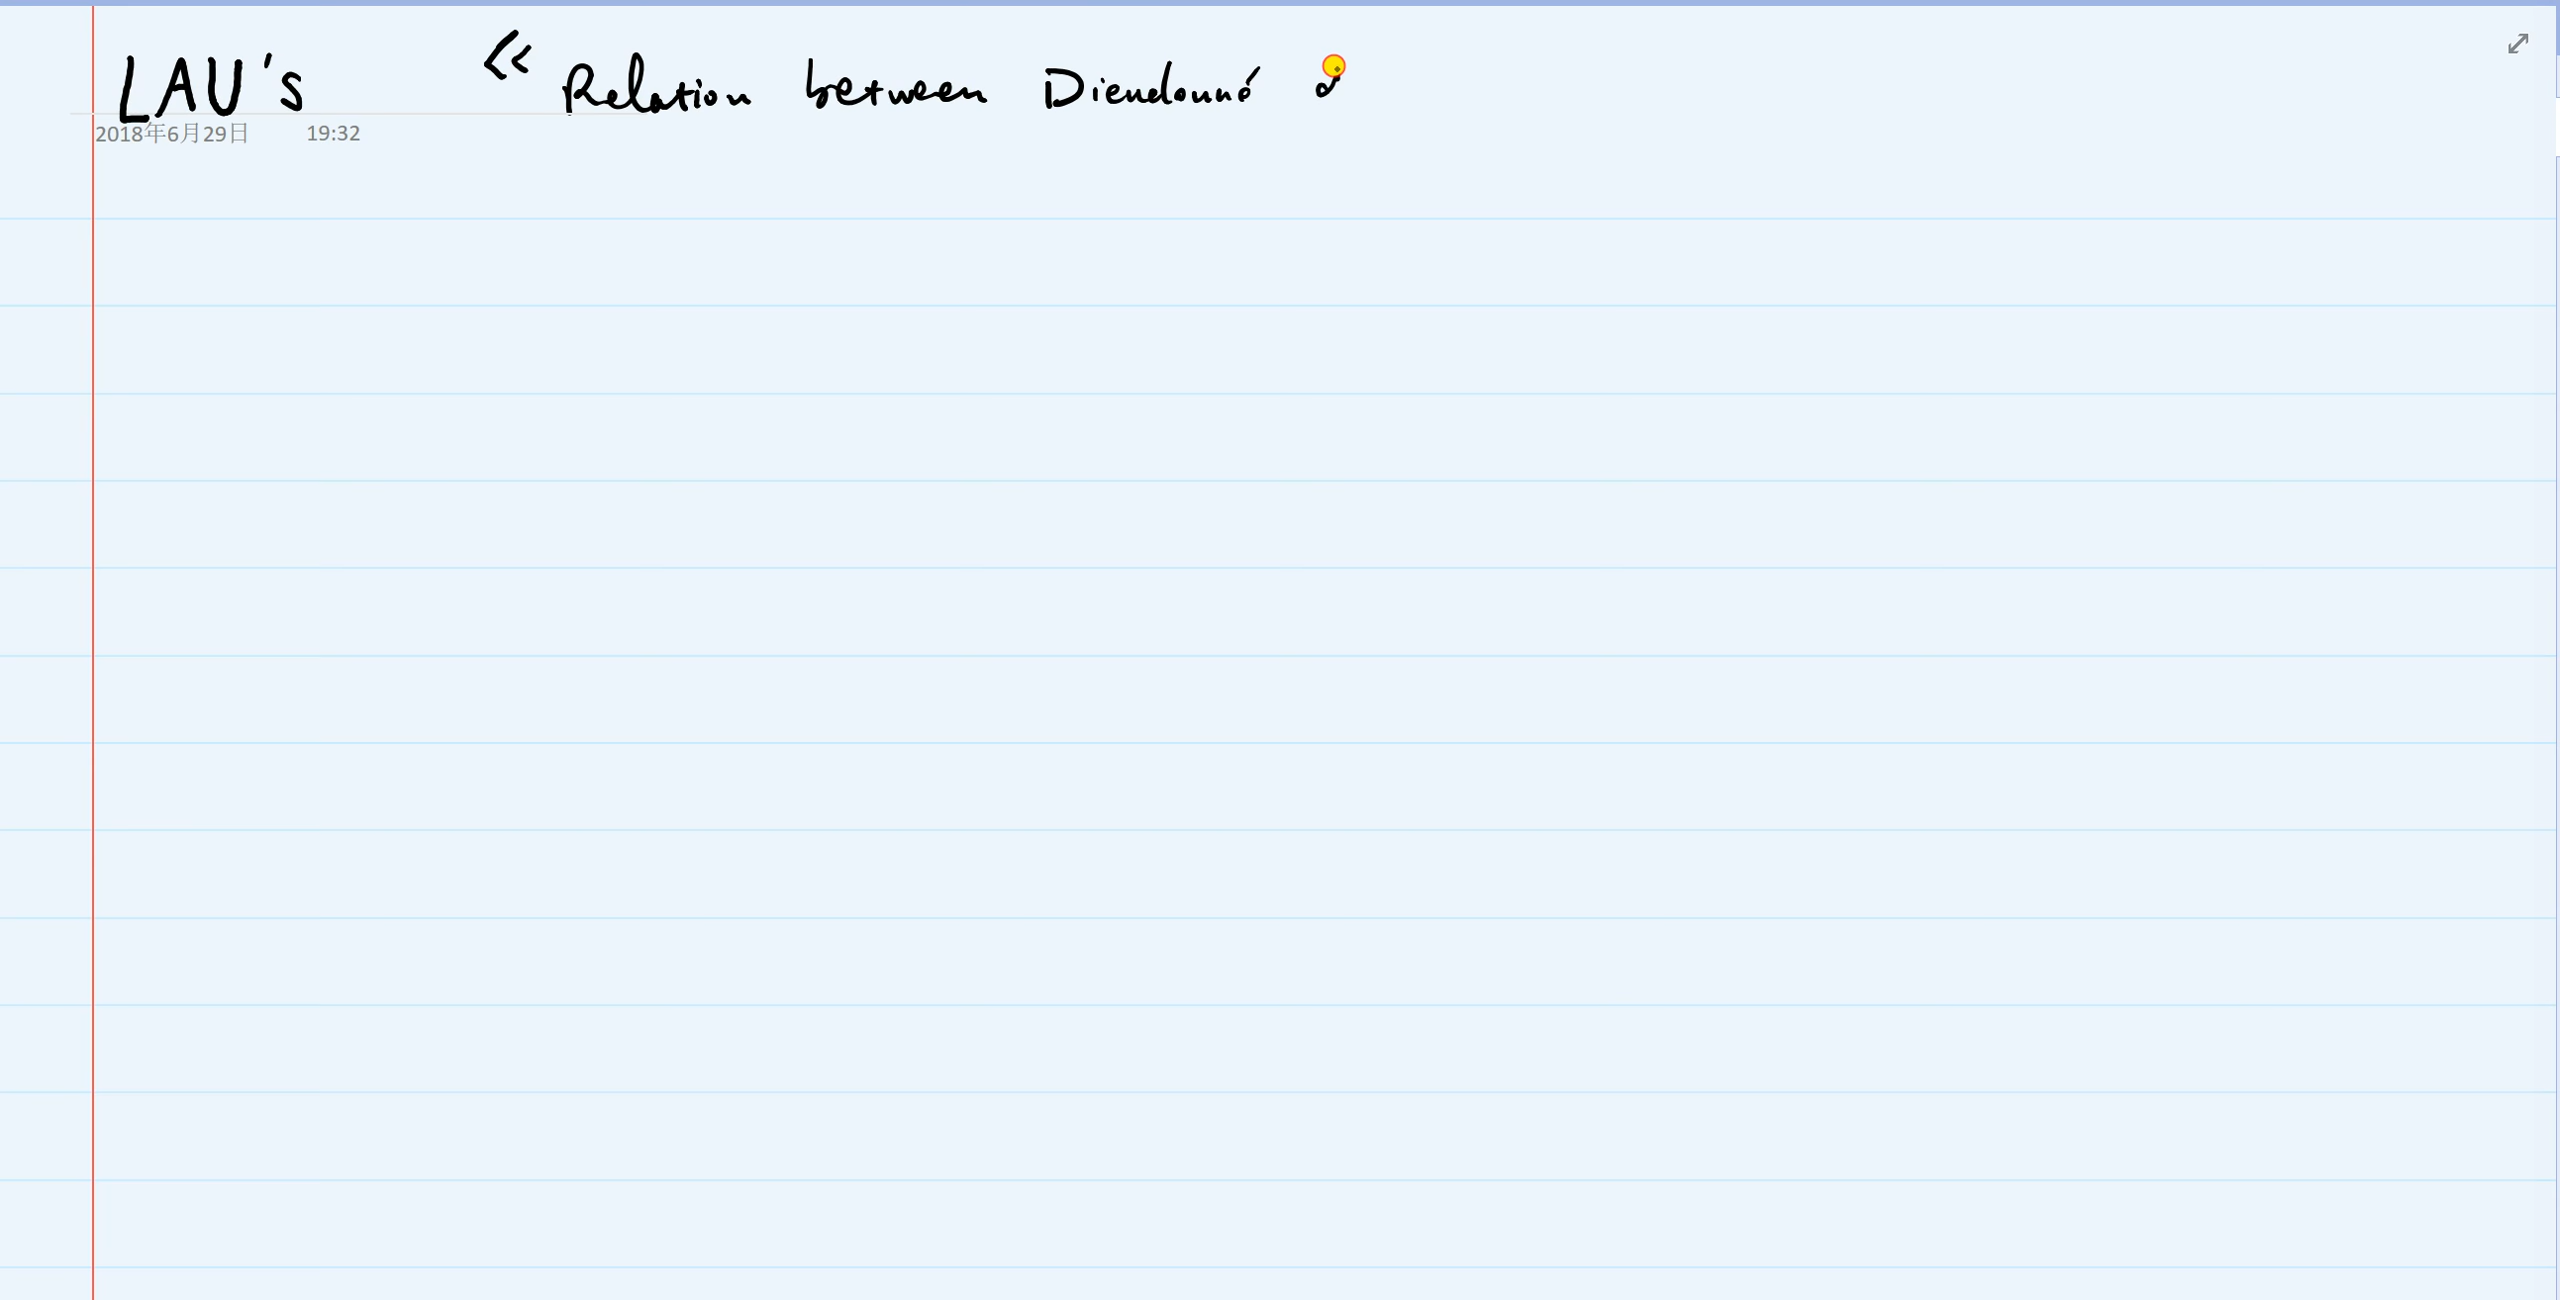 LAU's « Relation between Dieudonné
2018年6月29日 19:32